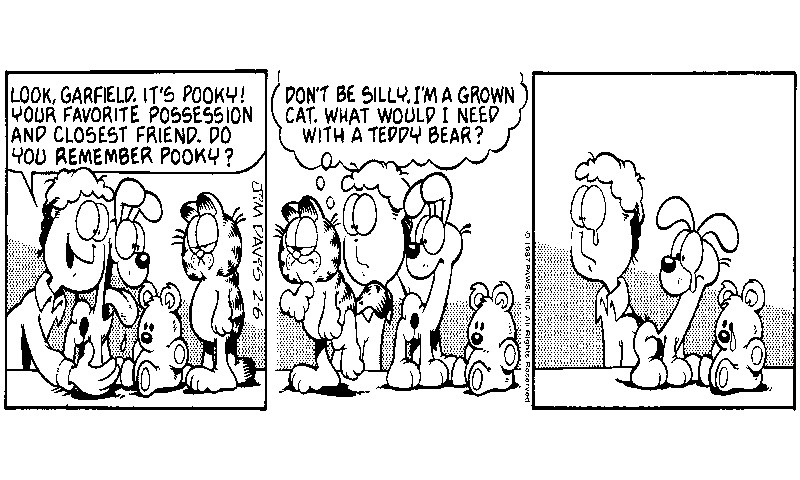 LOOK, GARFIELD. IT'S POOKY!
YOUR FAVORITE POSSESSION
AND CLOSEST FRIEND. DO
YOU REMEMBER POOKY?
JIM DAVIS 2-6
DON'T BE SILLY. I'M A GROWN
CAT. WHAT WOULD I NEED
WITH A TEDDY BEAR?
© 1987 PAWS, INC. All Rights Reserved